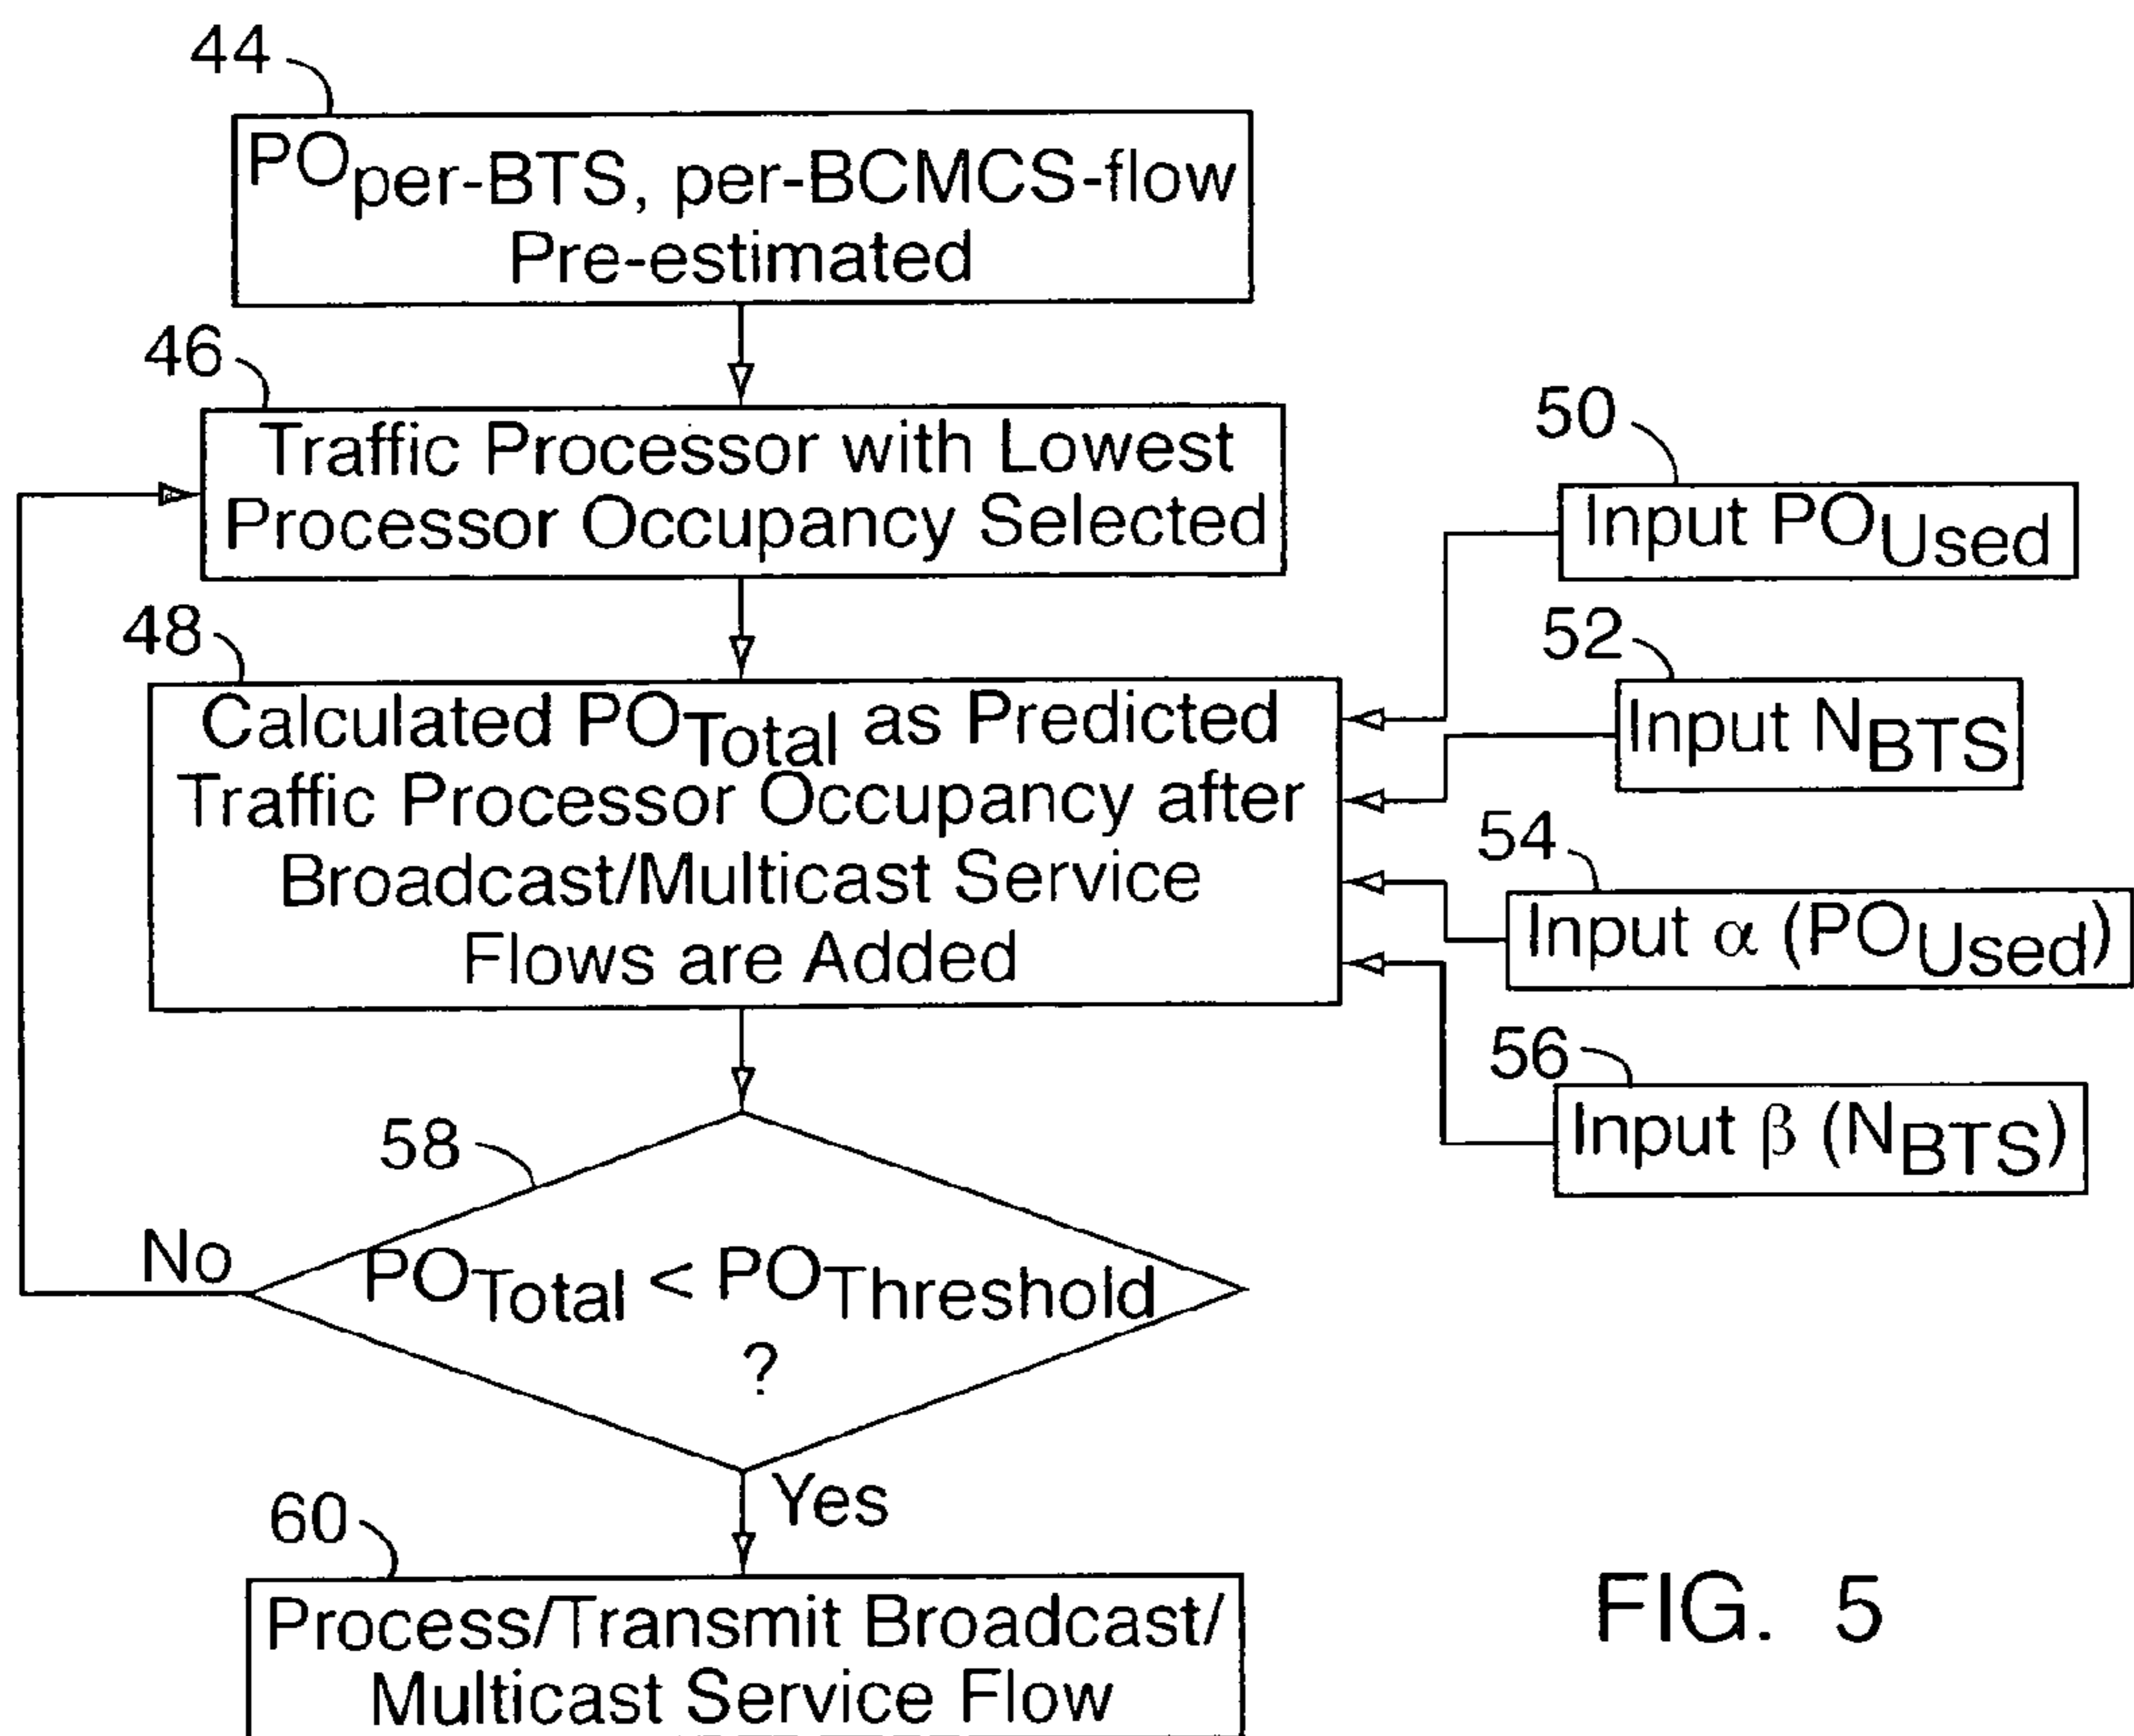 44
PO per-BTS, per-BCMCS-flow
Pre-estimated
46
Traffic Processor with Lowest
Processor Occupancy Selected
50
Input PO Used
48
52
Input N BTS
Calculated PO Total as Predicted
Traffic Processor Occupancy after
Broadcast/Multicast Service
Flows are Added
54
Input α (PO Used)
56
Input β (N BTS)
58
No
PO Total < PO Threshold
?
Yes
60
Process/Transmit Broadcast/
Multicast Service Flow
FIG. 5